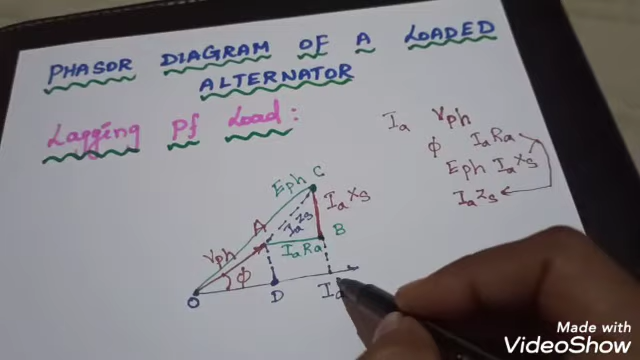 PHASOR DIAGRAM OF A LOADED
ALTERNATOR
Lagging Pf Load:
Ia Vph
φ IaRa
Eph IaXs
IaZs
Eph C
IaXs
A
IaZs
B
Vph
IaRa
φ
O
D
Ia
Made with
VideoShow